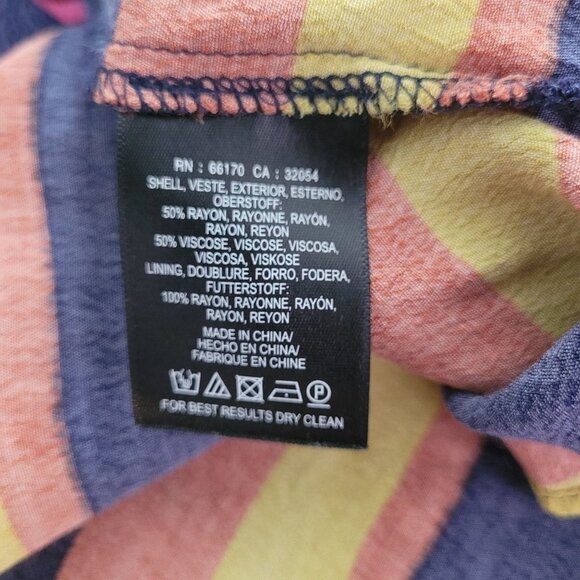 RN : 66170 CA : 32054
SHELL, VESTE, EXTERIOR, ESTERNO,
OBERSTOFF:
50% RAYON, RAYONNE, RAYÓN,
RAYON, REYON
50% VISCOSE, VISCOSE, VISCOSA,
VISCOSA, VISKOSE
LINING, DOUBLURE, FORRO, FODERA,
FUTTERSTOFF:
100% RAYON, RAYONNE, RAYÓN,
RAYON, REYON
MADE IN CHINA/
HECHO EN CHINA/
FABRIQUE EN CHINE
FOR BEST RESULTS DRY CLEAN